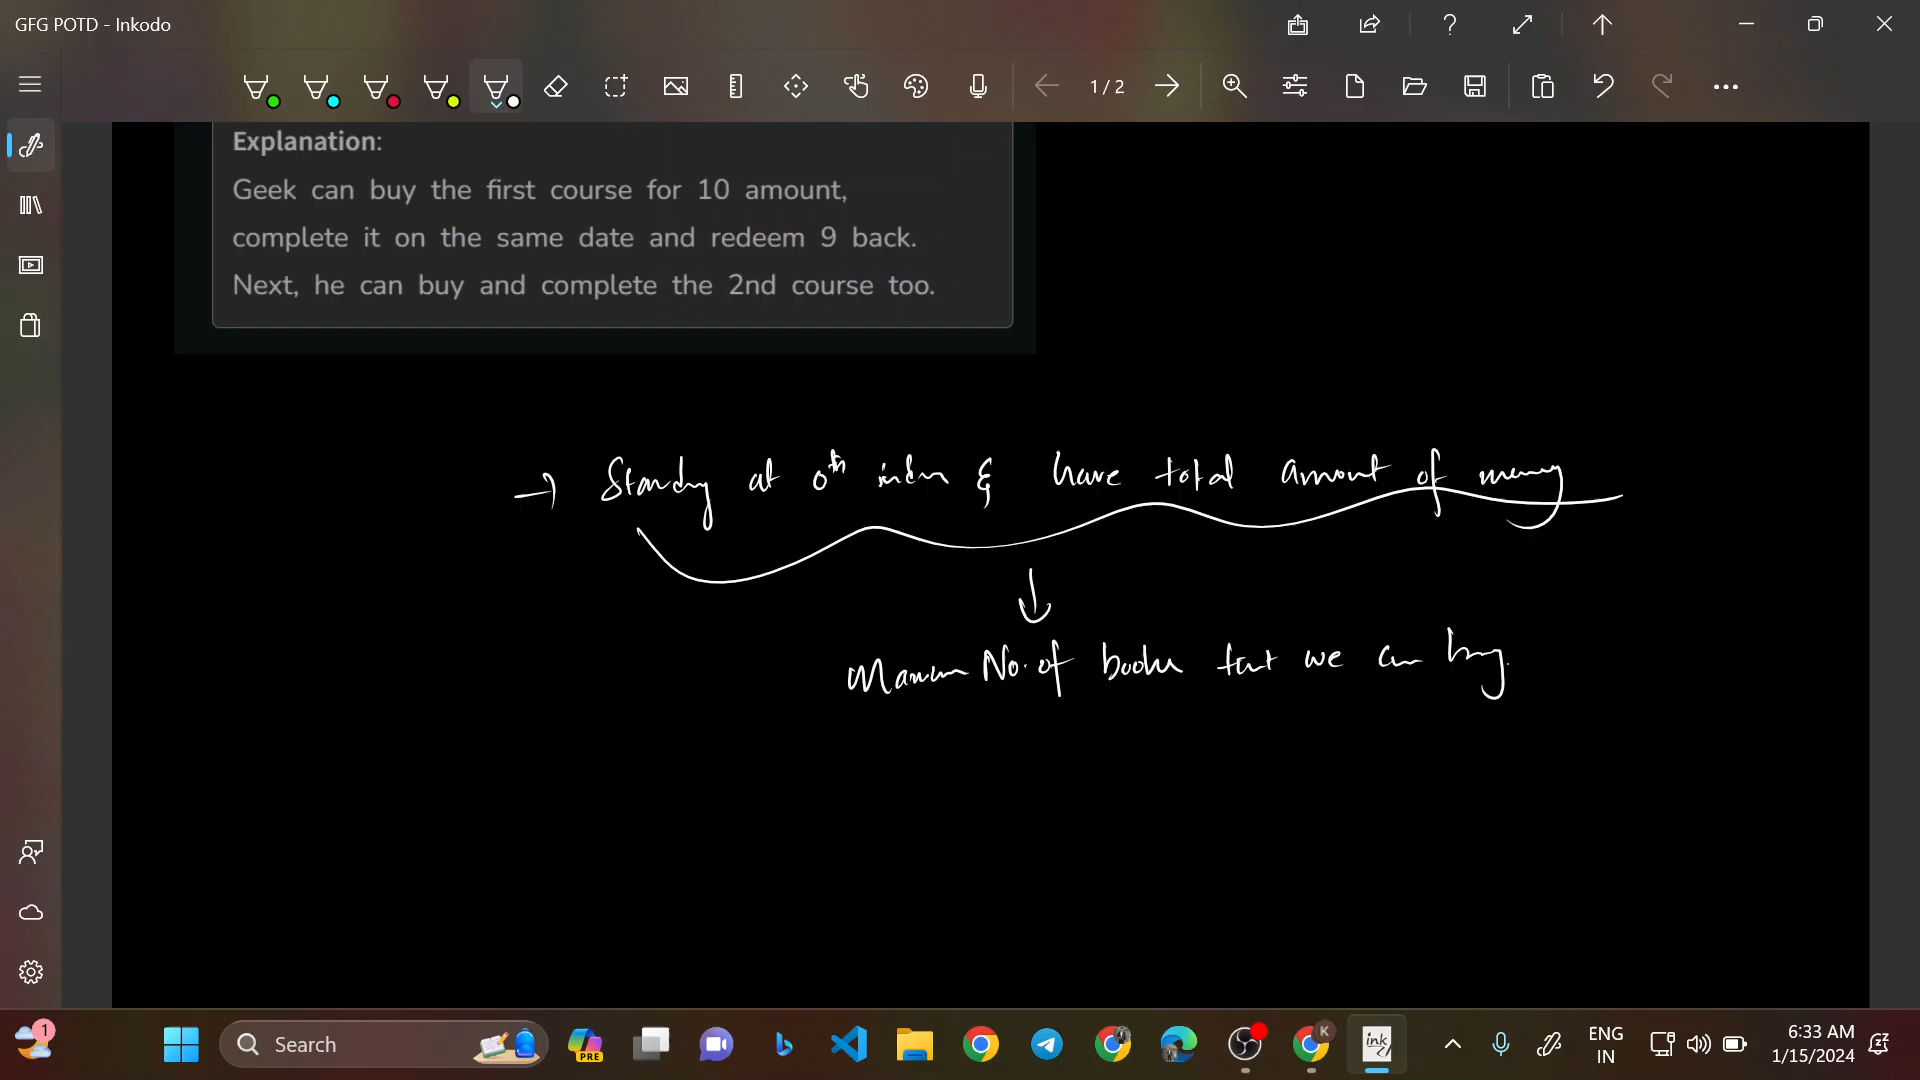 GFG POTD - Inkodo
1 / 2
Explanation:
Geek can buy the first course for 10 amount,
complete it on the same date and redeem 9 back.
Next, he can buy and complete the 2nd course too.
→ Standing at 0th index & have total amount of money
Maximum No. of books that we can buy.
1
Search
PRE
K
ink
ENG
IN
6:33 AM
1/15/2024